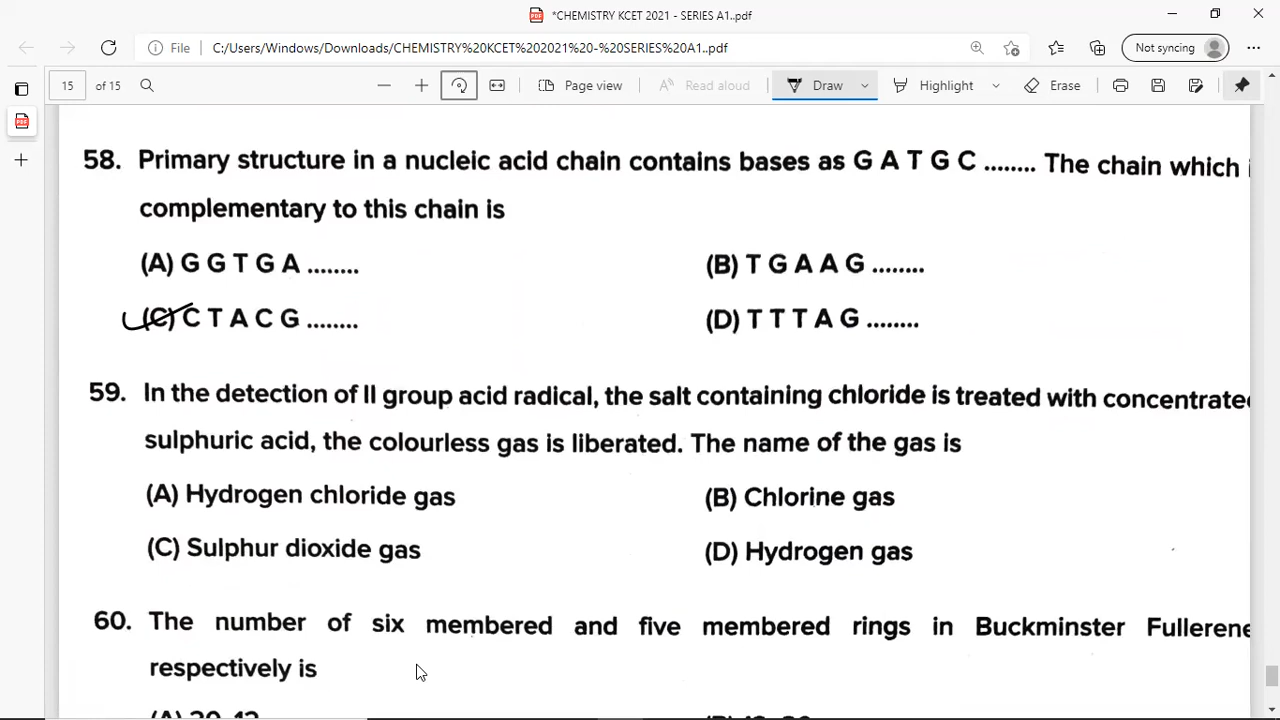 *CHEMISTRY KCET 2021 - SERIES A1..pdf
File C:/Users/Windows/Downloads/CHEMISTRY%20KCET%202021%20-%20SERIES%20A1..pdf Not syncing
15 of 15 Page view Read aloud Draw Highlight Erase
58. Primary structure in a nucleic acid chain contains bases as G A T G C ........ The chain which
complementary to this chain is
(A) G G T G A ........ (B) T G A A G ........
(C) C T A C G ........ (D) T T T A G ........
59. In the detection of II group acid radical, the salt containing chloride is treated with concentrate
sulphuric acid, the colourless gas is liberated. The name of the gas is
(A) Hydrogen chloride gas (B) Chlorine gas
(C) Sulphur dioxide gas (D) Hydrogen gas
60. The number of six membered and five membered rings in Buckminster Fullerene
respectively is